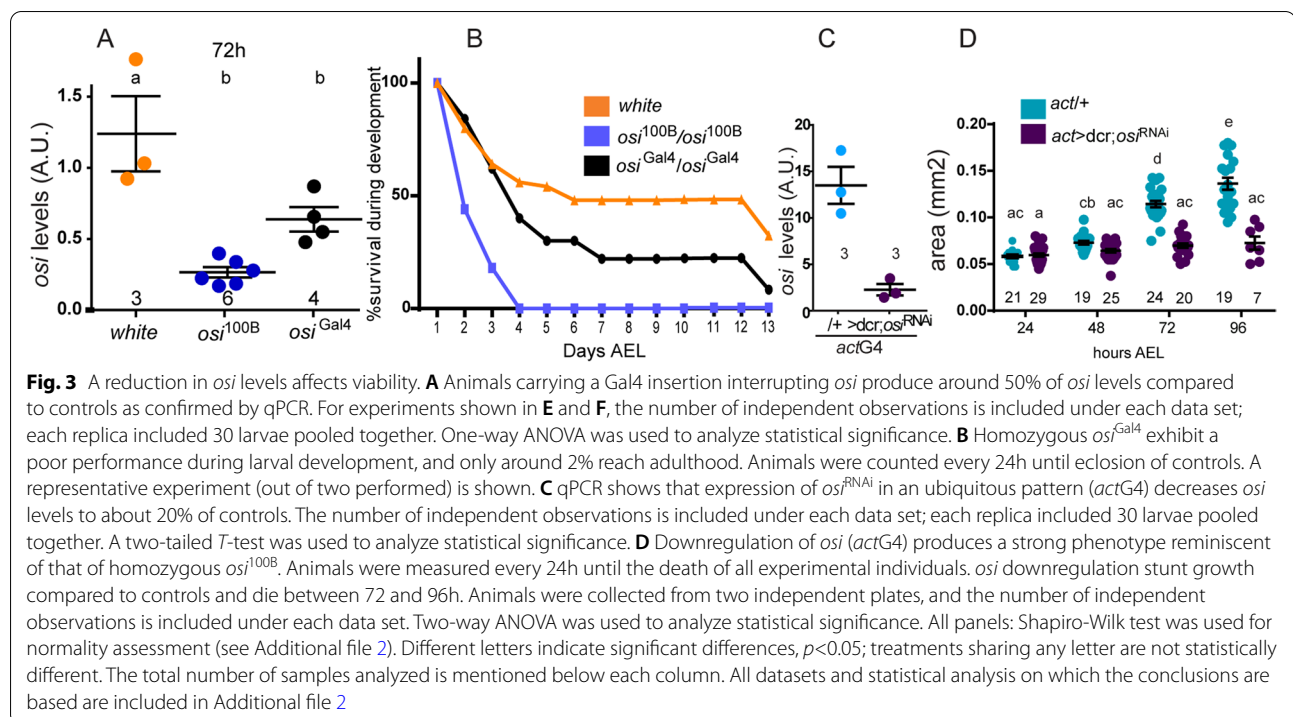 A
72h
a
b
b
osi levels (A.U.)
1.5
1.0
0.5
0.0
3
6
4
white
osi100B
osi Gal4
B
%survival during development
100
50
0
white
osi100B/osi100B
osiGal4/osiGal4
1 2 3 4 5 6 7 8 9 10 11 12 13
Days AEL
C
osi levels (A.U.)
20
15
10
5
0
3
3
/+ >dcr;osiRNAi
actG4
D
act/+
act>dcr;osiRNAi
area (mm2)
0.20
0.15
0.10
0.05
0.00
ac a cb ac d ac e ac
21 29 19 25 24 20 19 7
24 48 72 96
hours AEL
Fig. 3 A reduction in osi levels affects viability. A Animals carrying a Gal4 insertion interrupting osi produce around 50% of osi levels compared
to controls as confirmed by qPCR. For experiments shown in E and F, the number of independent observations is included under each data set;
each replica included 30 larvae pooled together. One-way ANOVA was used to analyze statistical significance. B Homozygous osiGal4 exhibit a
poor performance during larval development, and only around 2% reach adulthood. Animals were counted every 24h until eclosion of controls. A
representative experiment (out of two performed) is shown. C qPCR shows that expression of osiRNAi in an ubiquitous pattern (actG4) decreases osi
levels to about 20% of controls. The number of independent observations is included under each data set; each replica included 30 larvae pooled
together. A two-tailed T-test was used to analyze statistical significance. D Downregulation of osi (actG4) produces a strong phenotype reminiscent
of that of homozygous osi100B. Animals were measured every 24h until the death of all experimental individuals. osi downregulation stunt growth
compared to controls and die between 72 and 96h. Animals were collected from two independent plates, and the number of independent
observations is included under each data set. Two-way ANOVA was used to analyze statistical significance. All panels: Shapiro-Wilk test was used for
normality assessment (see Additional file 2). Different letters indicate significant differences, p<0.05; treatments sharing any letter are not statistically
different. The total number of samples analyzed is mentioned below each column. All datasets and statistical analysis on which the conclusions are
based are included in Additional file 2